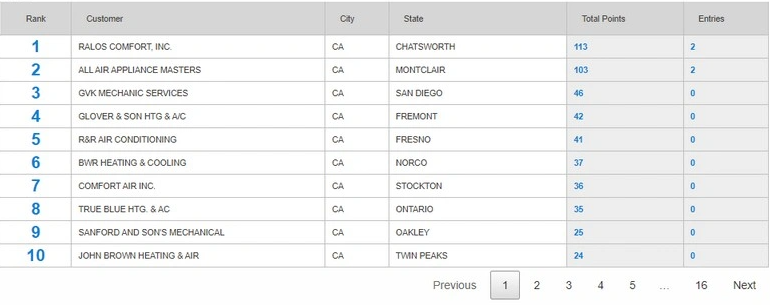 Rank Customer City State Total Points Entries
1 RALOS COMFORT, INC. CA CHATSWORTH 113 2
2 ALL AIR APPLIANCE MASTERS CA MONTCLAIR 103 2
3 GVK MECHANIC SERVICES CA SAN DIEGO 46 0
4 GLOVER & SON HTG & A/C CA FREMONT 42 0
5 R&R AIR CONDITIONING CA FRESNO 41 0
6 BWR HEATING & COOLING CA NORCO 37 0
7 COMFORT AIR INC. CA STOCKTON 36 0
8 TRUE BLUE HTG. & AC CA ONTARIO 35 0
9 SANFORD AND SON'S MECHANICAL CA OAKLEY 25 0
10 JOHN BROWN HEATING & AIR CA TWIN PEAKS 24 0
Previous 1 2 3 4 5 ... 16 Next